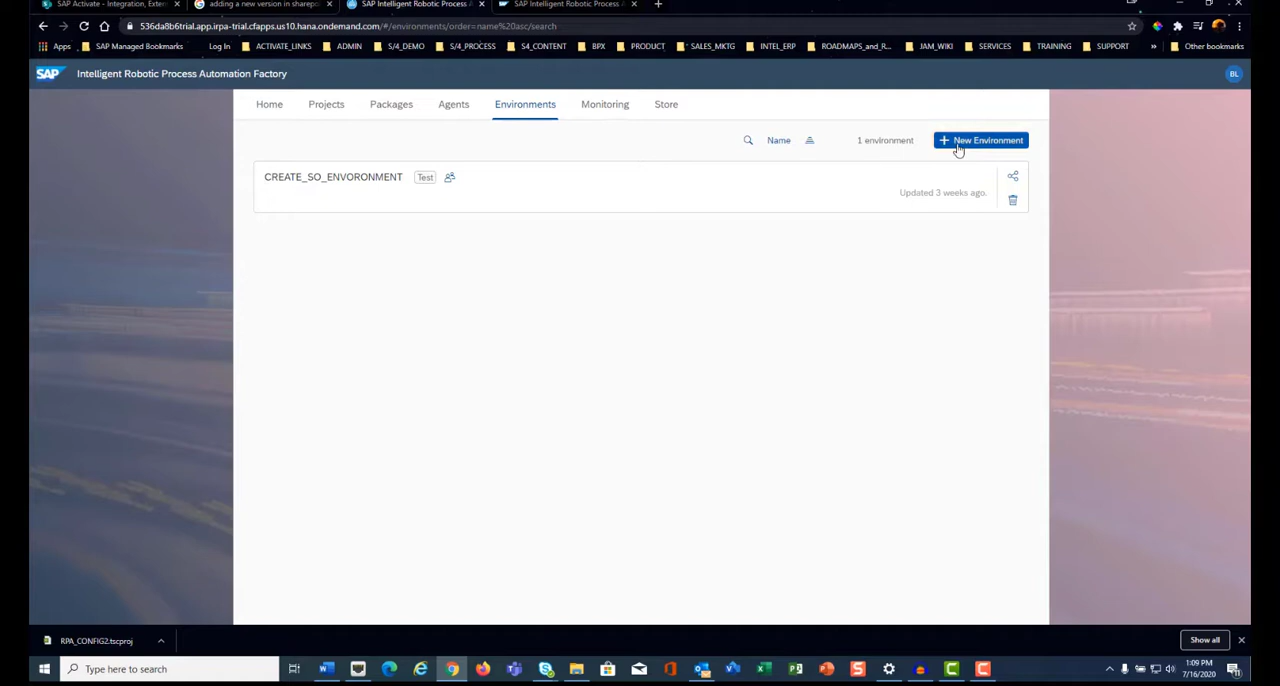 SAP Activate - Integration, Exten
adding a new version in sharepo
SAP Intelligent Robotic Process A
SAP Intelligent Robotic Process A
536da8b6trial.app.irpa-trial.cfapps.us10.hana.ondemand.com/#/environments/order=name%20asc/search
Apps SAP Managed Bookmarks Log In ACTIVATE_LINKS ADMIN S/4_DEMO S/4_PROCESS S4_CONTENT BPX PRODUCT SALES_MKTG INTEL_ERP ROADMAPS_and_R... JAM_WIKI SERVICES TRAINING SUPPORT » Other bookmarks
SAP Intelligent Robotic Process Automation Factory BL
Home Projects Packages Agents Environments Monitoring Store
Name 1 environment + New Environment
CREATE_SO_ENVORONMENT Test
Updated 3 weeks ago.
RPA_CONFIG2.tscproj Show all
Type here to search
1:09 PM
7/16/2020